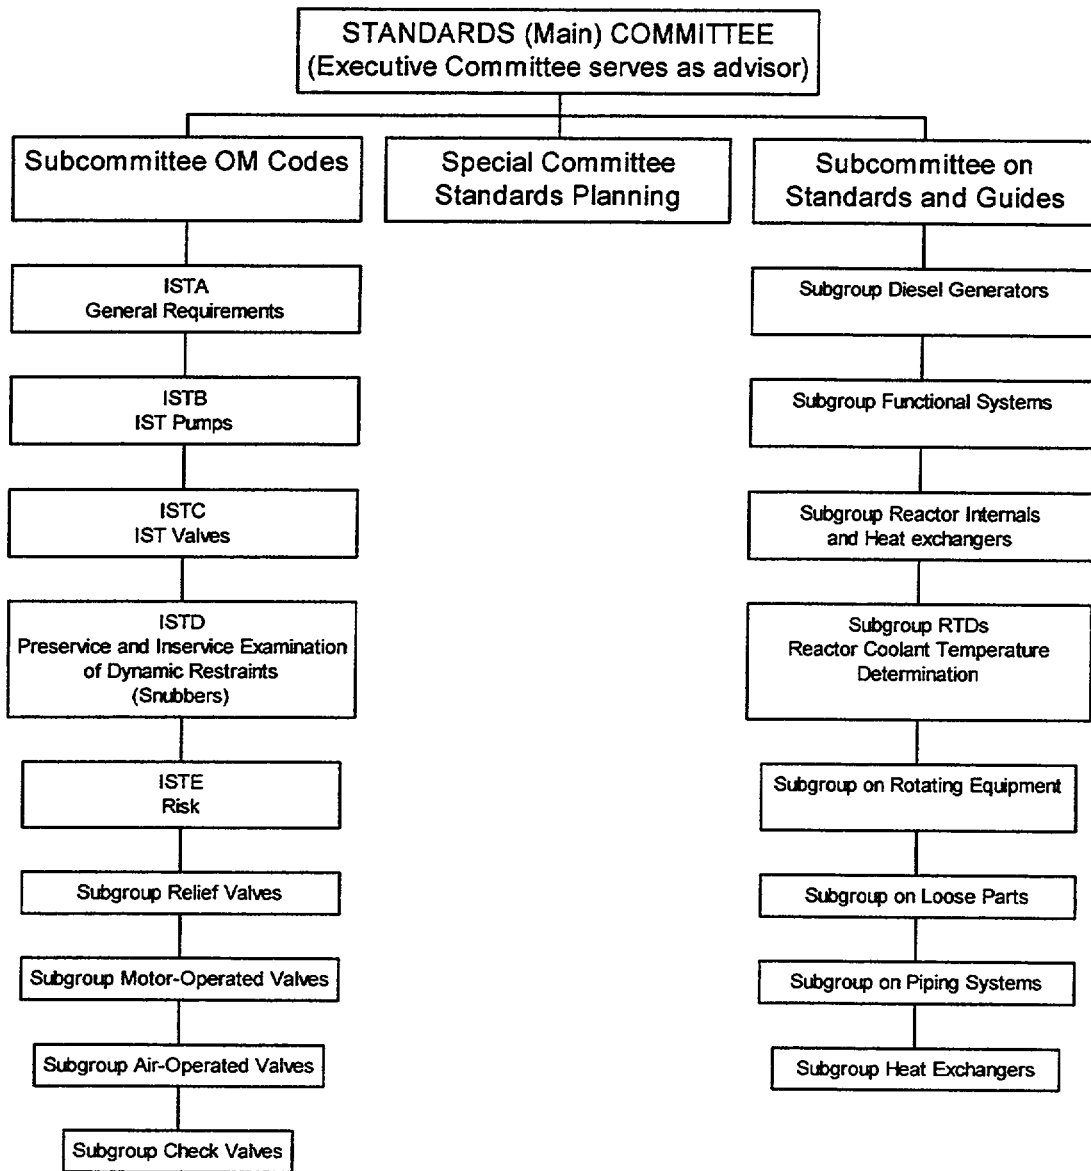 STANDARDS (Main) COMMITTEE
(Executive Committee serves as advisor)
Subcommittee OM Codes
Special Committee
Standards Planning
Subcommittee on
Standards and Guides
ISTA
General Requirements
ISTB
IST Pumps
ISTC
IST Valves
ISTD
Preservice and Inservice Examination
of Dynamic Restraints
(Snubbers)
ISTE
Risk
Subgroup Relief Valves
Subgroup Motor-Operated Valves
Subgroup Air-Operated Valves
Subgroup Check Valves
Subgroup Diesel Generators
Subgroup Functional Systems
Subgroup Reactor Internals
and Heat exchangers
Subgroup RTDs
Reactor Coolant Temperature
Determination
Subgroup on Rotating Equipment
Subgroup on Loose Parts
Subgroup on Piping Systems
Subgroup Heat Exchangers